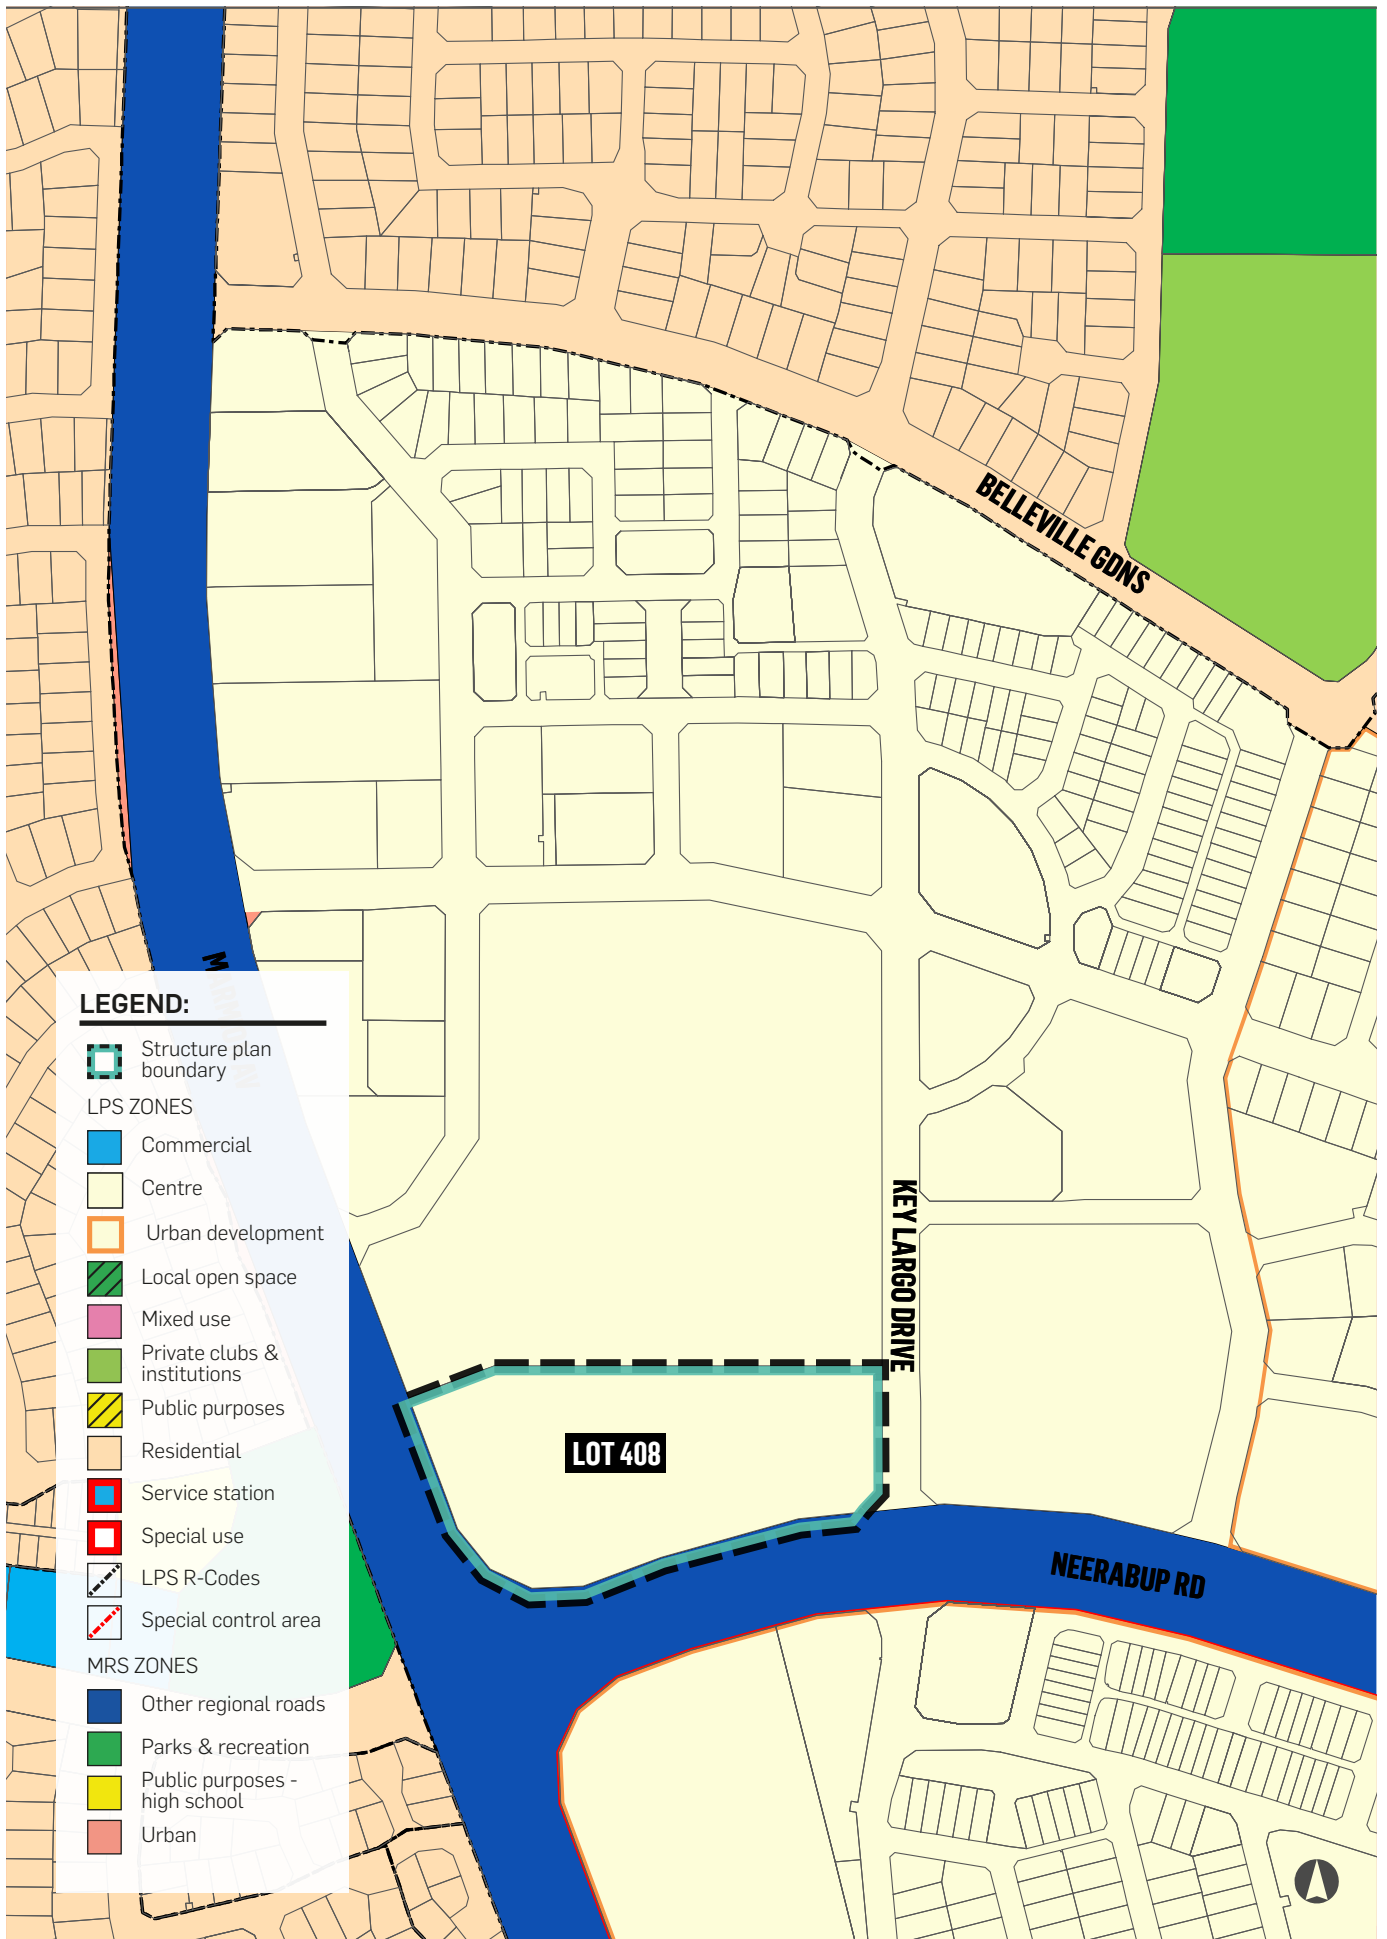 BELLEVILLE GDNS
KEY LARGO DRIVE
LOT 408
NEERABUP RD
LEGEND:
Structure plan
boundary
LPS ZONES
Commercial
Centre
Urban development
Local open space
Mixed use
Private clubs &
institutions
Public purposes
Residential
Service station
Special use
LPS R-Codes
Special control area
MRS ZONES
Other regional roads
Parks & recreation
Public purposes -
high school
Urban